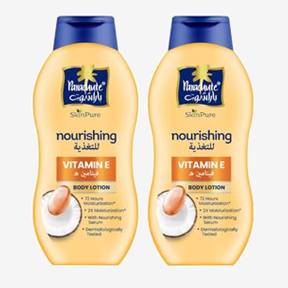 Parachute
باراشوت
SkinPure
nourishing
للتغذية
VITAMIN E
فيتامين هـ
BODY LOTION
• 72 Hours
Moisturization*
• 2X Moisturization*
• With Nourishing
Serum
• Dermatologically
Tested
Parachute
باراشوت
SkinPure
nourishing
للتغذية
VITAMIN E
فيتامين هـ
BODY LOTION
• 72 Hours
Moisturization*
• 2X Moisturization*
• With Nourishing
Serum
• Dermatologically
Tested